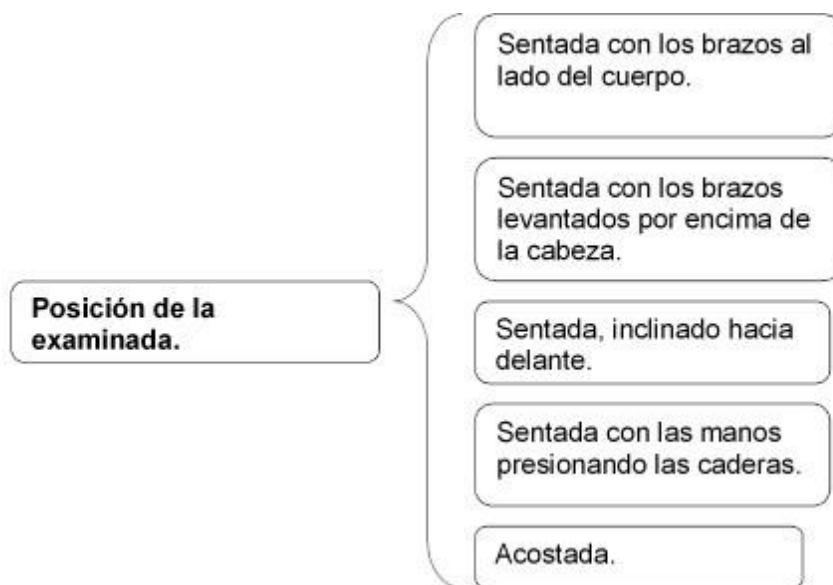 Posición de la
examinada.
Sentada con los brazos al
lado del cuerpo.
Sentada con los brazos
levantados por encima de
la cabeza.
Sentada, inclinado hacia
delante.
Sentada con las manos
presionando las caderas.
Acostada.